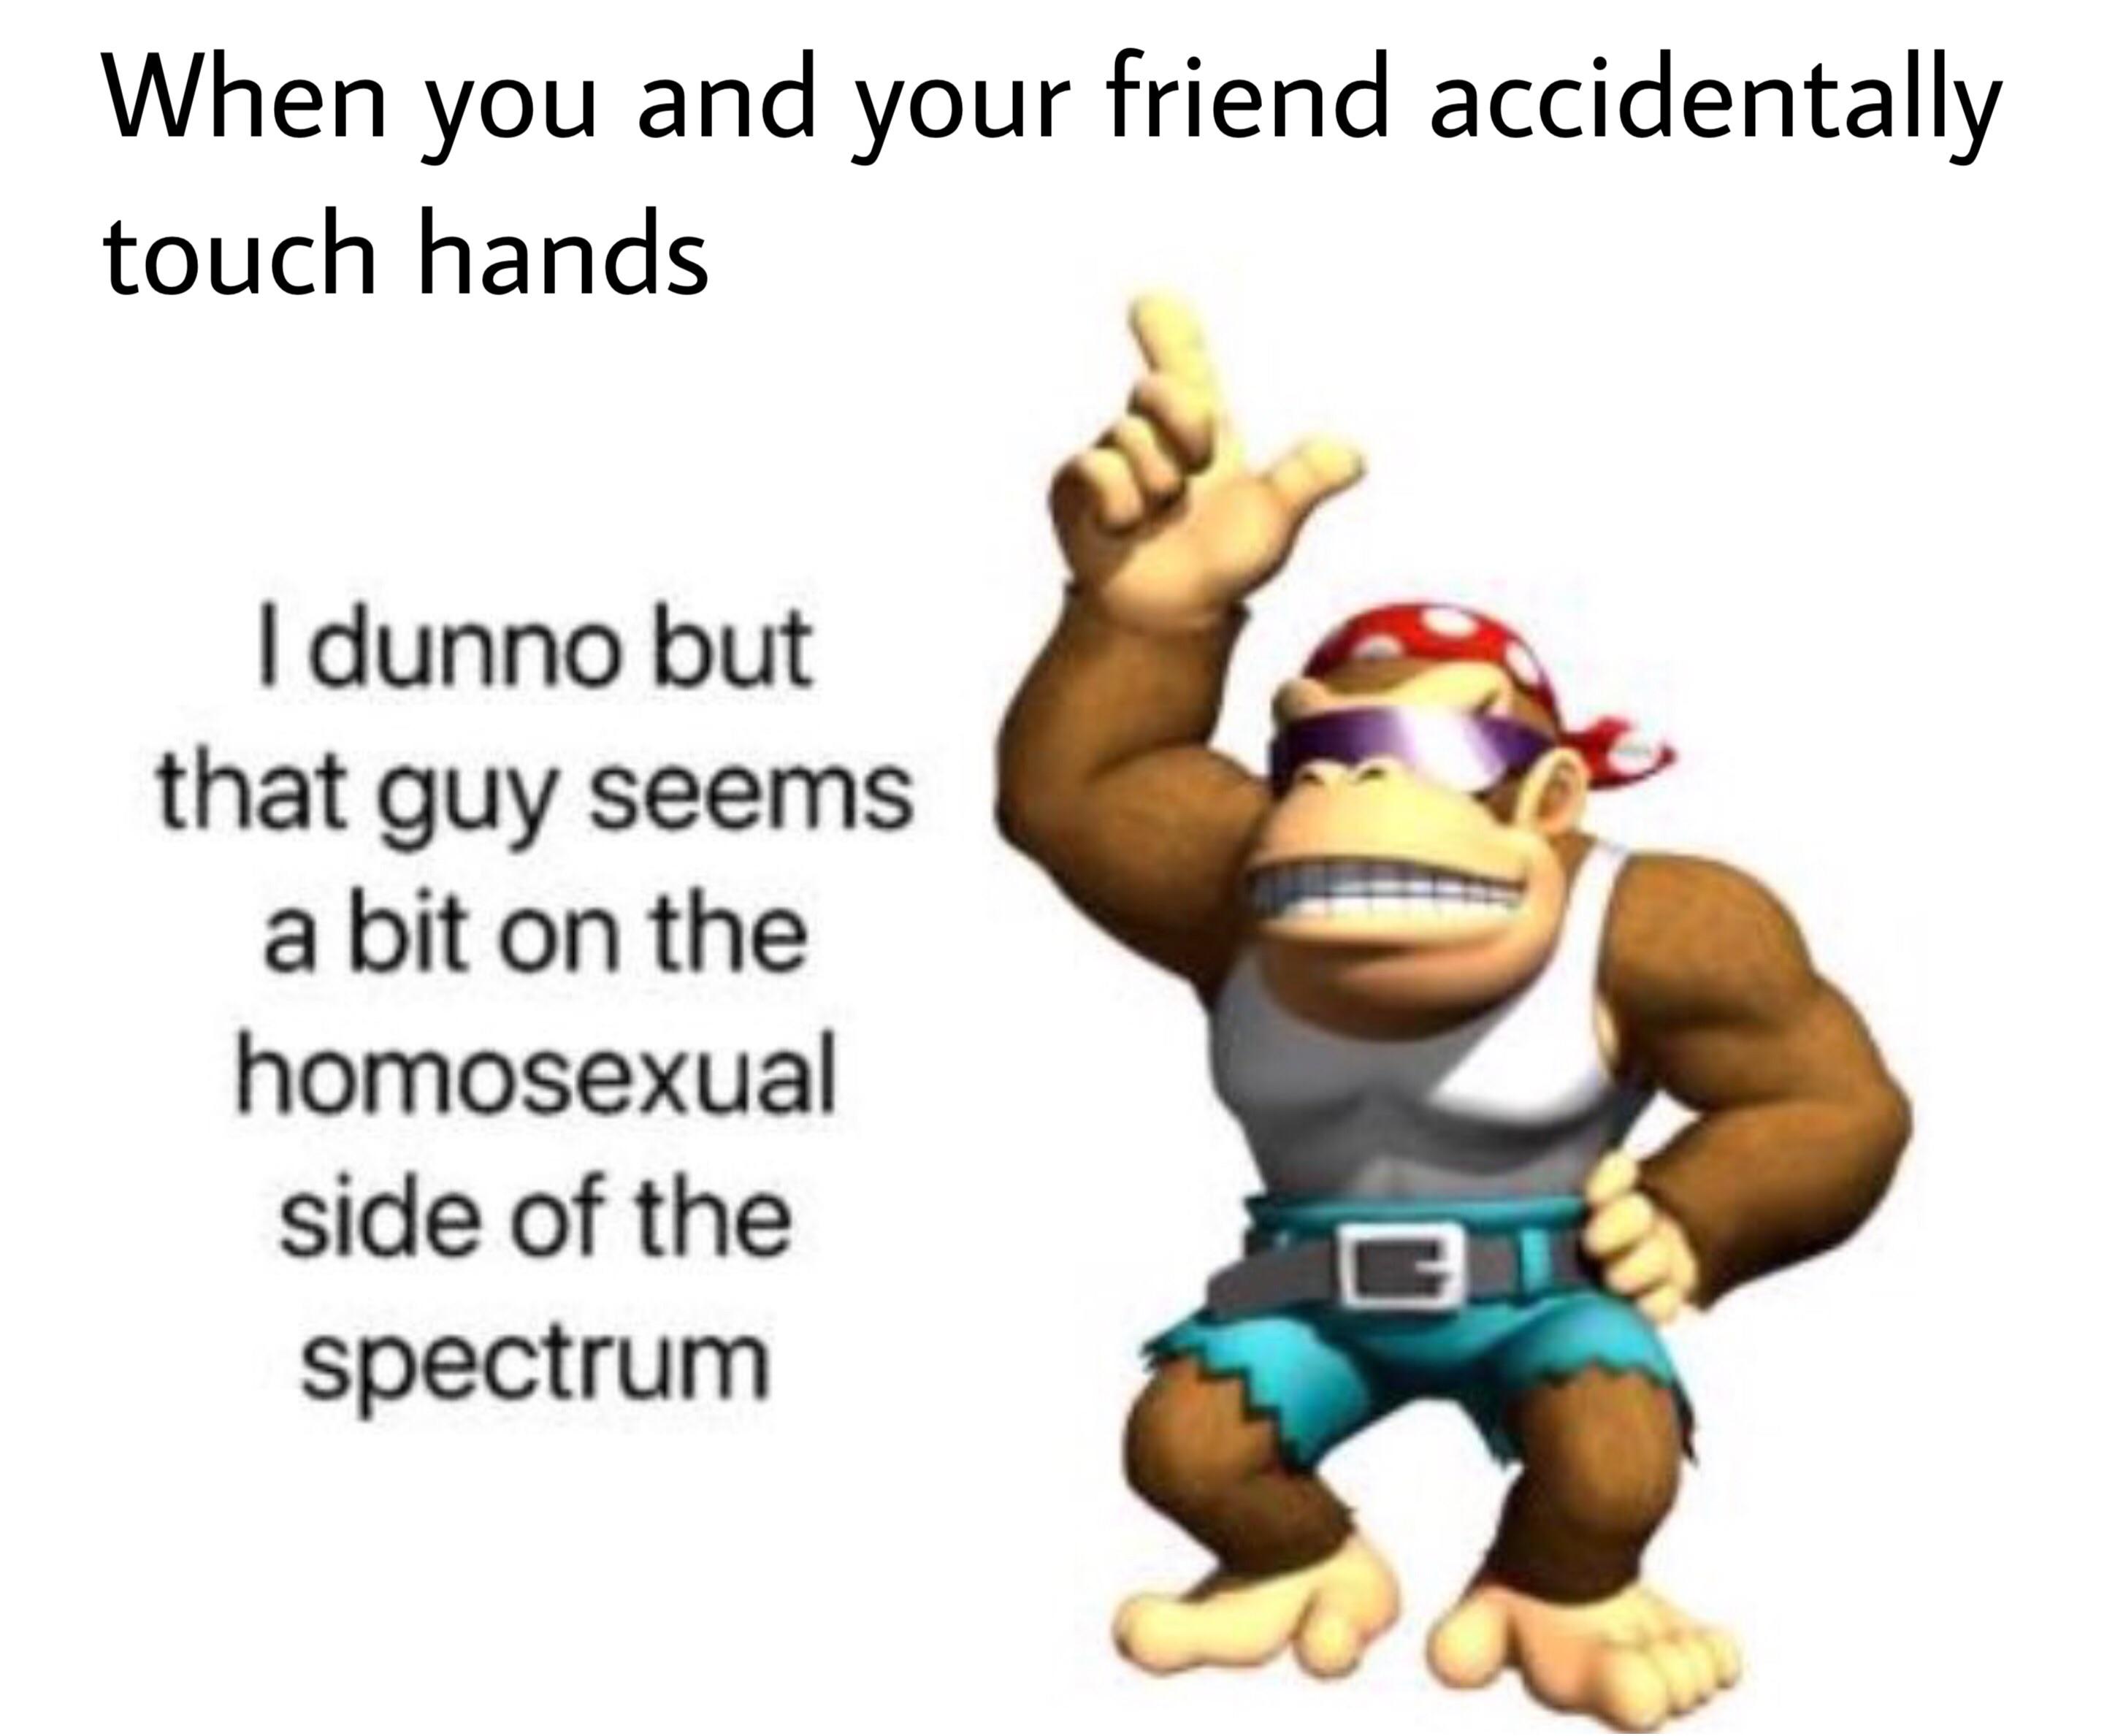 When you and your friend accidentally
touch hands
I dunno but
that guy seems
a bit on the
homosexual
side of the
spectrum